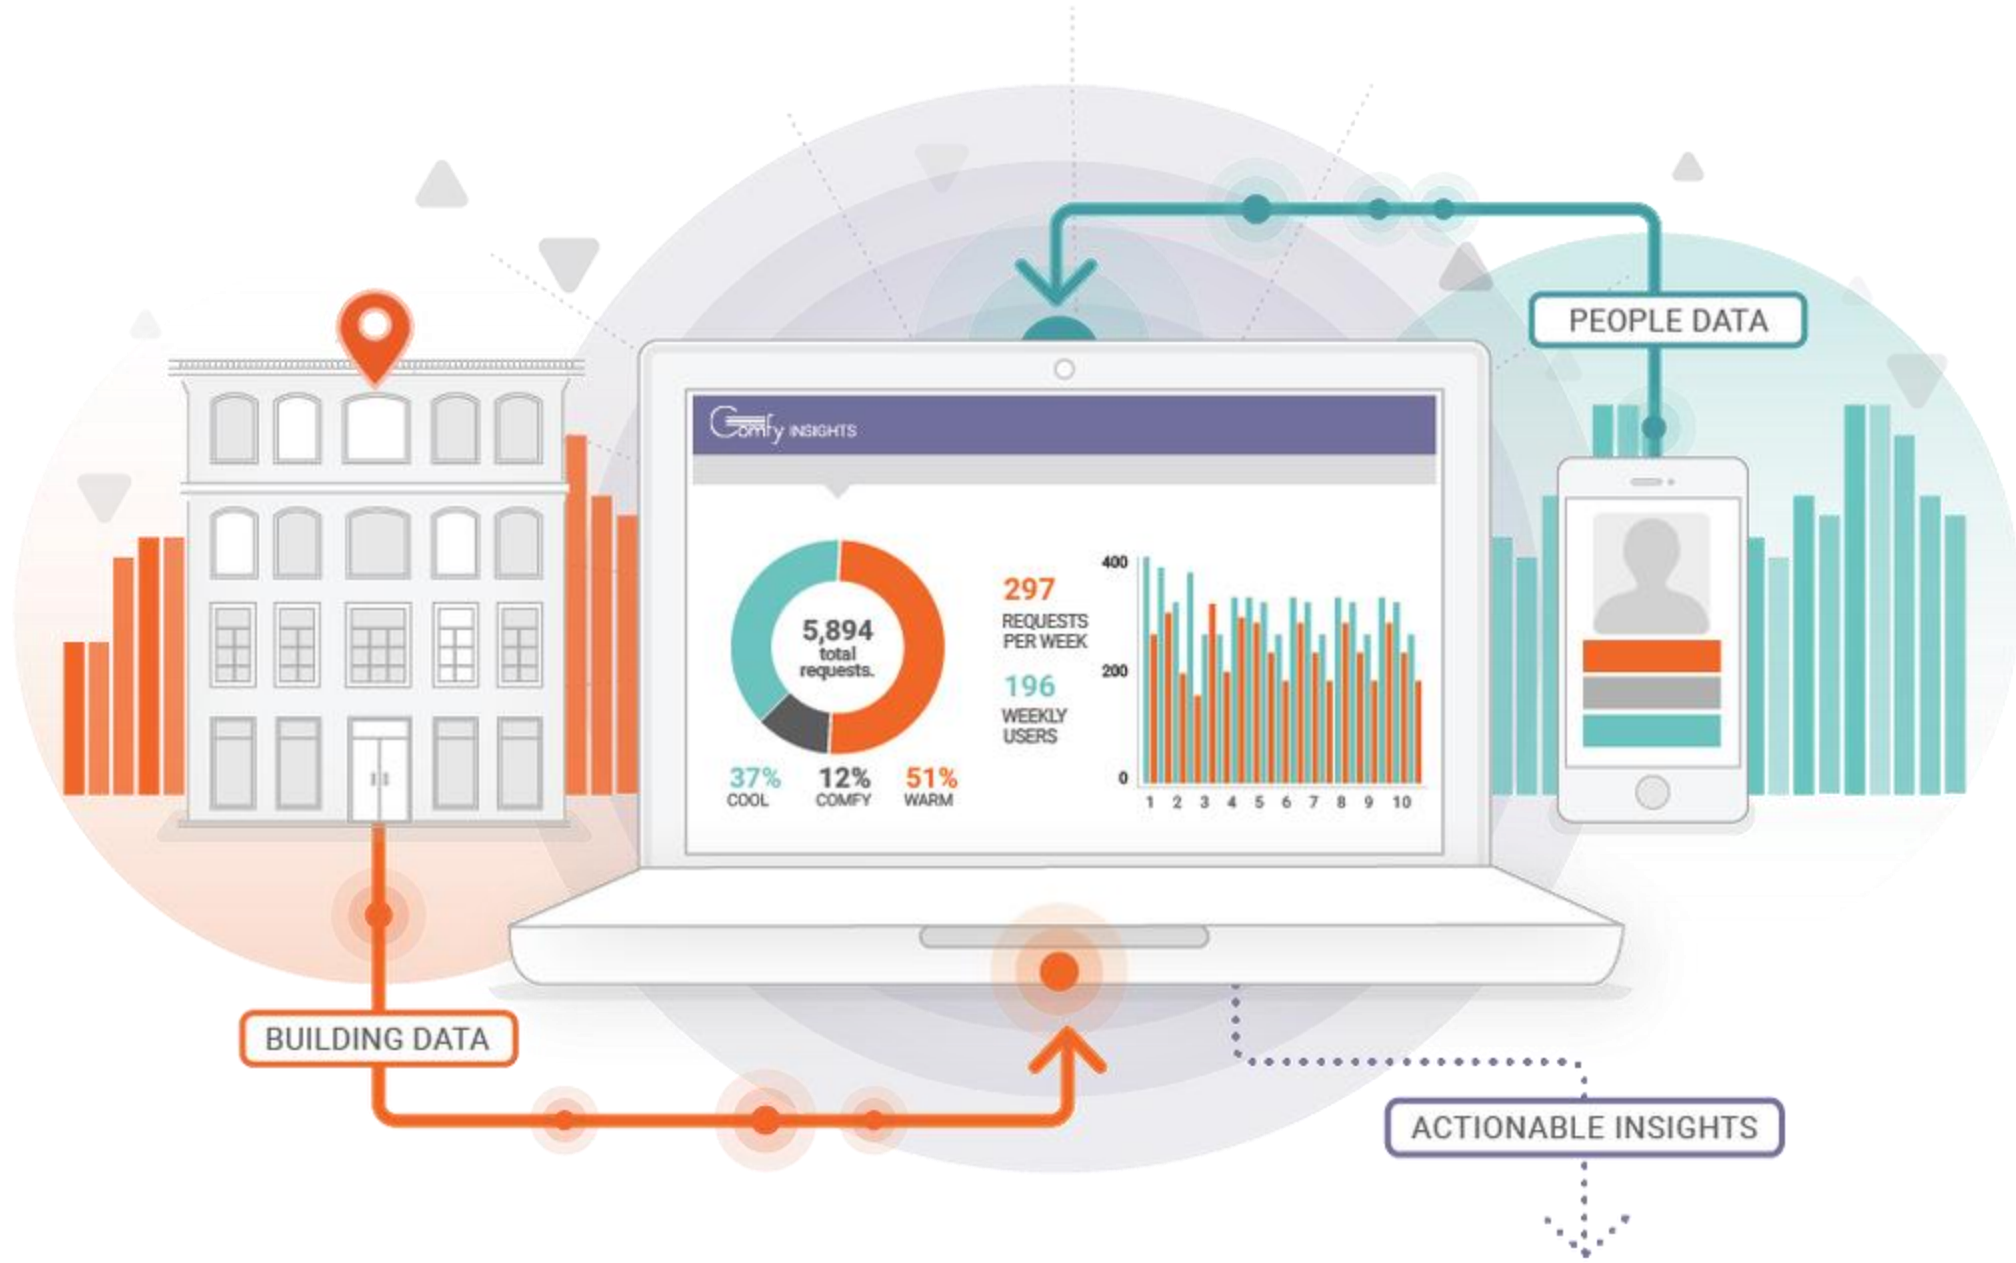 PEOPLE DATA
Comfy INSIGHTS
5,894
total
requests.
37%
COOL
12%
COMFY
51%
WARM
297
REQUESTS
PER WEEK
196
WEEKLY
USERS
400
200
0
1 2 3 4 5 6 7 8 9 10
BUILDING DATA
ACTIONABLE INSIGHTS